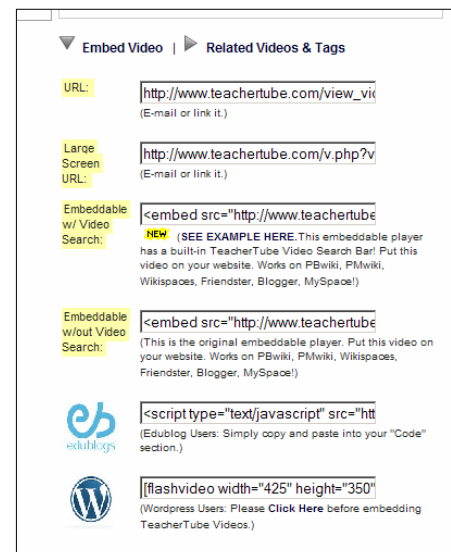 Embed Video | Related Videos & Tags
URL:
http://www.teachertube.com/view_vid
(E-mail or link it.)
Large
Screen
URL:
http://www.teachertube.com/v.php?v
(E-mail or link it.)
Embeddable
w/ Video
Search:
<embed src="http://www.teachertube
NEW (SEE EXAMPLE HERE.This embeddable player
has a built-in TeacherTube Video Search Bar! Put this
video on your website. Works on PBwiki, PMwiki,
Wikispaces, Friendster, Blogger, MySpace!)
Embeddable
w/out Video
Search:
<embed src="http://www.teachertube
(This is the original embeddable player. Put this video on
your website. Works on PBwiki, PMwiki, Wikispaces,
Friendster, Blogger, MySpace!)
eb
edublogs
<script type="text/javascript" src="htt
(Edublog Users: Simply copy and paste into your "Code"
section.)
W
[flashvideo width="425" height="350"
(Wordpress Users: Please Click Here before embedding
TeacherTube Videos.)